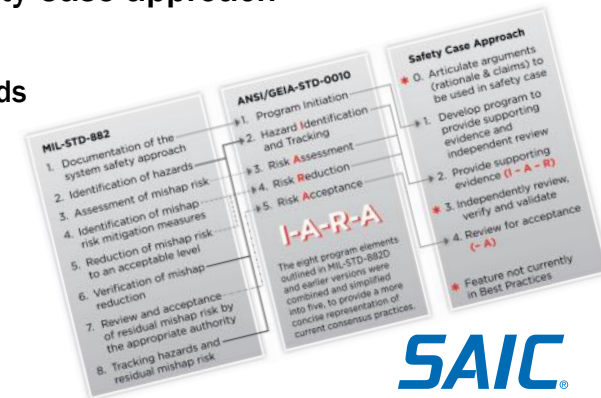 ty Case approach
ds
MIL-STD-882
1. Documentation of the
system safety approach
2. Identification of hazards
3. Assessment of mishap risk
4. Identification of mishap
risk mitigation measures
5. Reduction of mishap risk
to an acceptable level
6. Verification of mishap
reduction
7. Review and acceptance
of residual mishap risk by
the appropriate authority
8. Tracking hazards and
residual mishap risk
ANSI/GEIA-STD-0010
1. Program Initiation
2. Hazard Identification
and Tracking
3. Risk Assessment
4. Risk Reduction
5. Risk Acceptance
I-A-R-A
The eight program elements
outlined in MIL-STD-882D
and earlier versions were
combined and simplified
into five, to provide a more
concise representation of
current consensus practices.
Safety Case Approach
* 0. Articulate arguments
(rationale & claims) to
be used in safety case
1. Develop program to
provide supporting
evidence and
independent review
2. Provide supporting
evidence (I – A – R)
* 3. Independently review,
verify and validate
4. Review for acceptance
(– A)
* Feature not currently
in Best Practices
SAIC®